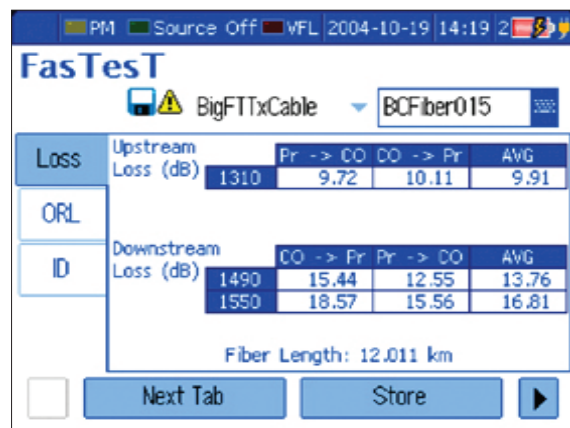 PM Source Off VFL 2004-10-19 14:19 2
FasTesT
BigFTTxCable BCFiber015
Loss
ORL
ID
Upstream
Loss (dB)
Pr -> CO CO -> Pr AVG
1310 9.72 10.11 9.91
Downstream
Loss (dB)
CO -> Pr Pr -> CO AVG
1490 15.44 12.55 13.76
1550 18.57 15.56 16.81
Fiber Length: 12.011 km
Next Tab Store